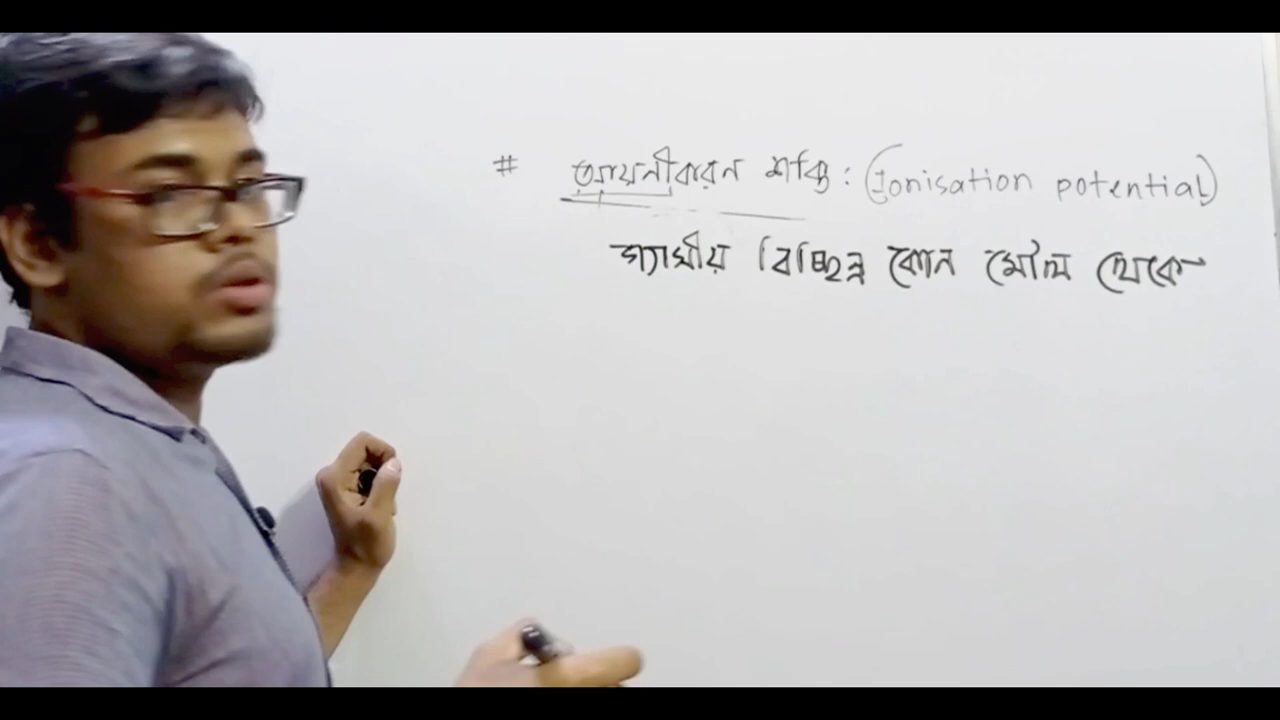 # আয়নীকরন শক্তি : (Ionisation potential)
গ্যাসীয় বিচ্ছিন্ন কোন মৌল থেকে